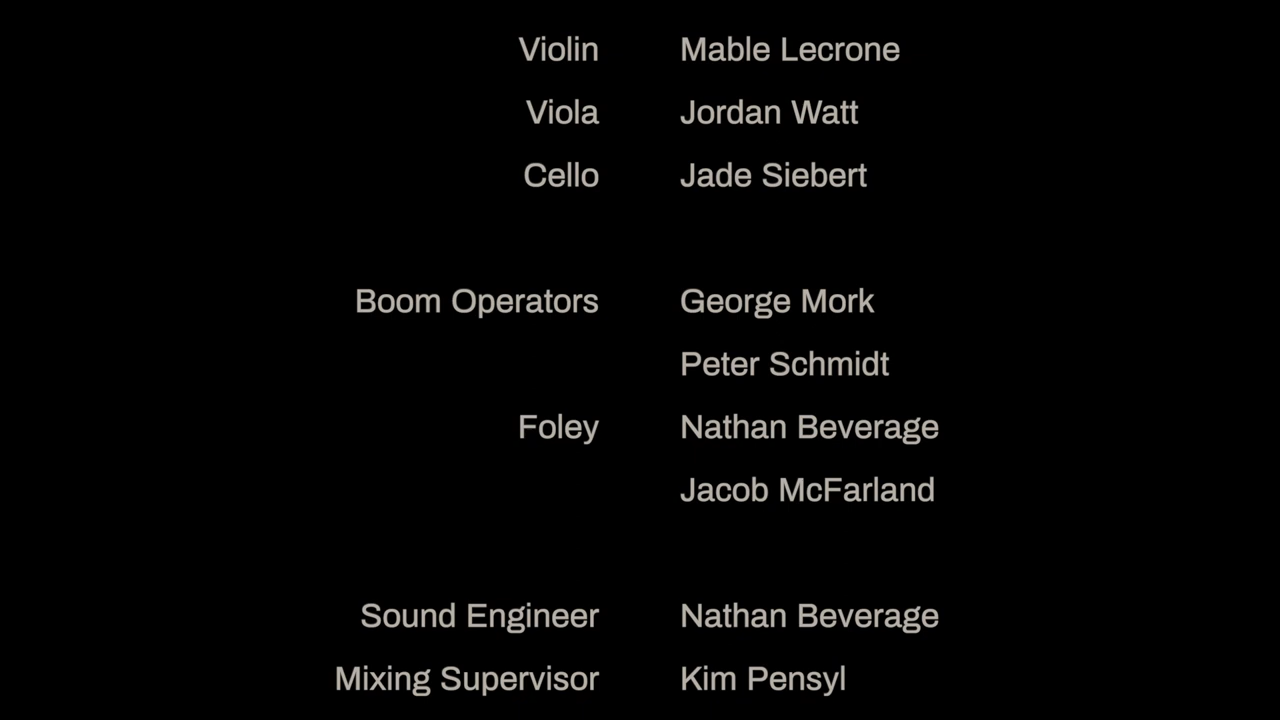 Violin Mable Lecrone
Viola Jordan Watt
Cello Jade Siebert
Boom Operators George Mork
Peter Schmidt
Foley Nathan Beverage
Jacob McFarland
Sound Engineer Nathan Beverage
Mixing Supervisor Kim Pensyl